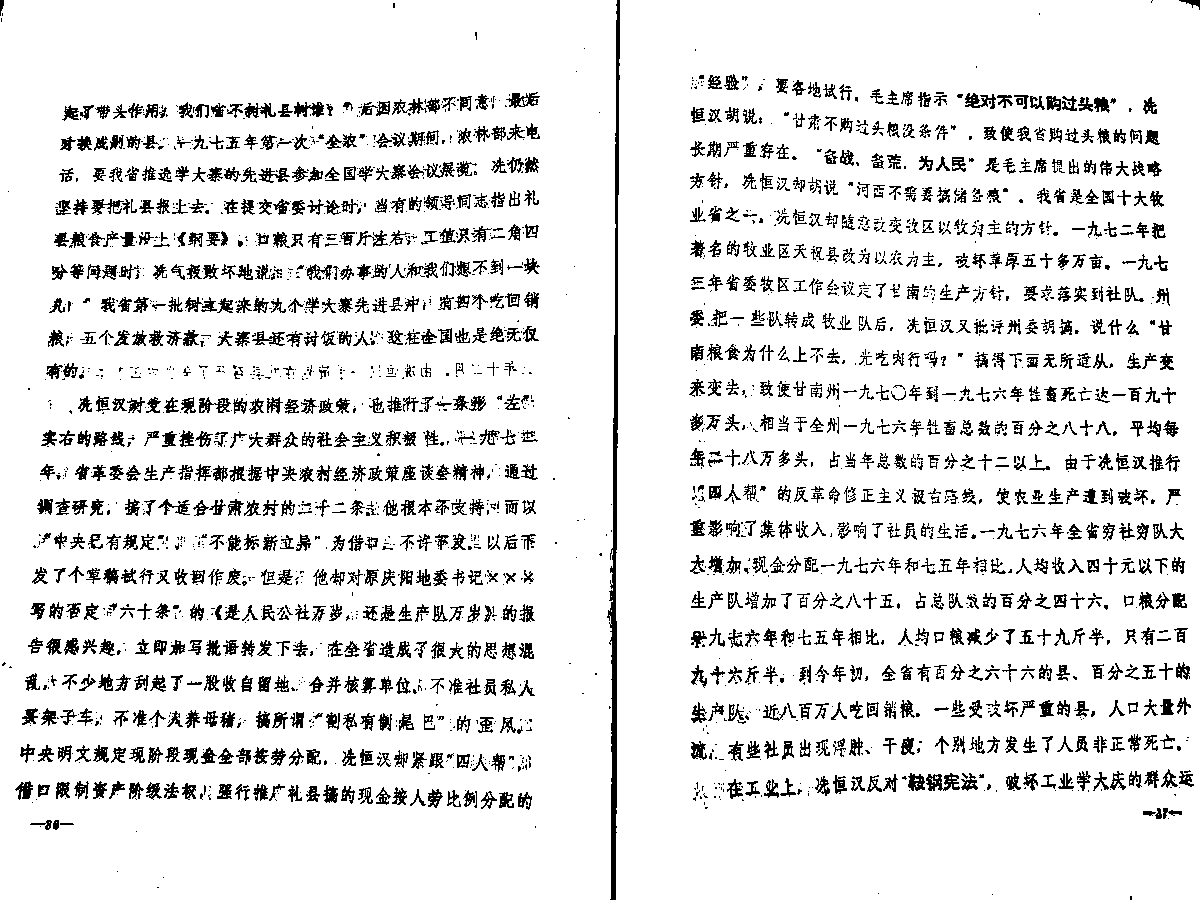 起了带头作用，我们省不树礼县树谁？”后因农林部不同意，最后
才换成别的县。一九七五年第一次“全农”会议期间，农林部来电
话，要我省推选学大寨的先进县参加全国学大寨会议展览，冼仍然
坚持要把礼县报上去。在提交省委讨论时，当有的领导同志指出礼
县粮食产量没上《纲要》，口粮只有三百斤左右，工值只有二角四
分等问题时，冼气极败坏地说：“我们办事的人和我们想不到一块
儿！”我省第一批树立起来的九个学大寨先进县中，有四个吃回销
粮，五个发放救济款，大寨县还有讨饭的人，这在全国也是绝无仅
有的。
冼恒汉对党在现阶段的农村经济政策，也推行了一条形“左”
实右的路线，严重挫伤了广大群众的社会主义积极性。一九七二
年，省革委会生产指挥部根据中央农村经济政策座谈会精神，通过
调查研究，搞了个适合甘肃农村的三十二条，他根本不支持，而以
“中央已有规定”，“不能标新立异”为借口，不许下发。以后下
发了个草稿试行又收回作废。但是，他却对原庆阳地委书记×××
写的否定“六十条”的《是人民公社万岁，还是生产队万岁》的报
告很感兴趣，立即加写批语转发下去，在全省造成了很大的思想混
乱，不少地方刮起了一股收自留地、合并核算单位、不准社员私人
买架子车，不准个人养母猪，搞所谓“割私有制尾巴”的歪风。
中央明文规定现阶段现金全部按劳分配，冼恒汉却紧跟“四人帮”，
借口限制资产阶级法权，强行推广礼县搞的现金按人劳比例分配的
—36—
“经验”，要各地试行。毛主席指示“绝对不可以购过头粮”，冼
恒汉胡说：“甘肃不购过头粮没条件”，致使我省购过头粮的问题
长期严重存在。“备战、备荒、为人民”是毛主席提出的伟大战略
方针，冼恒汉却胡说“河西不需要搞储备粮”。我省是全国十大牧
业省之一，冼恒汉却随意改变牧区以牧为主的方针。一九七二年把
著名的牧业区天祝县改为以农为主，破坏草原五十多万亩。一九七
三年省委牧区工作会议定了甘南的生产方针，要求落实到社队。州
委把一些队转成牧业队后，冼恒汉又批评州委胡搞，说什么“甘
南粮食为什么上不去，光吃肉行吗？”搞得下面无所适从，生产变
来变去，致使甘南州一九七〇年到一九七六年牲畜死亡达一百九十
多万头，相当于全州一九七六年牲畜总数的百分之八十八，平均每
年二十八万多头，占当年总数的百分之十二以上。由于冼恒汉推行
“四人帮”的反革命修正主义极右路线，使农业生产遭到破坏，严
重影响了集体收入，影响了社员的生活。一九七六年全省穷社穷队大
大增加，现金分配一九七六年和七五年相比，人均收入四十元以下的
生产队增加了百分之八十五，占总队数的百分之四十六。口粮分配
一九七六年和七五年相比，人均口粮减少了五十九斤半，只有二百
九十六斤半。到今年初，全省有百分之六十六的县、百分之五十的
生产队、近八百万人吃回销粮。一些受破坏严重的县，人口大量外
流，有些社员出现浮肿、干瘦，个别地方发生了人员非正常死亡。
在工业上，冼恒汉反对“鞍钢宪法”，破坏工业学大庆的群众运
—37—